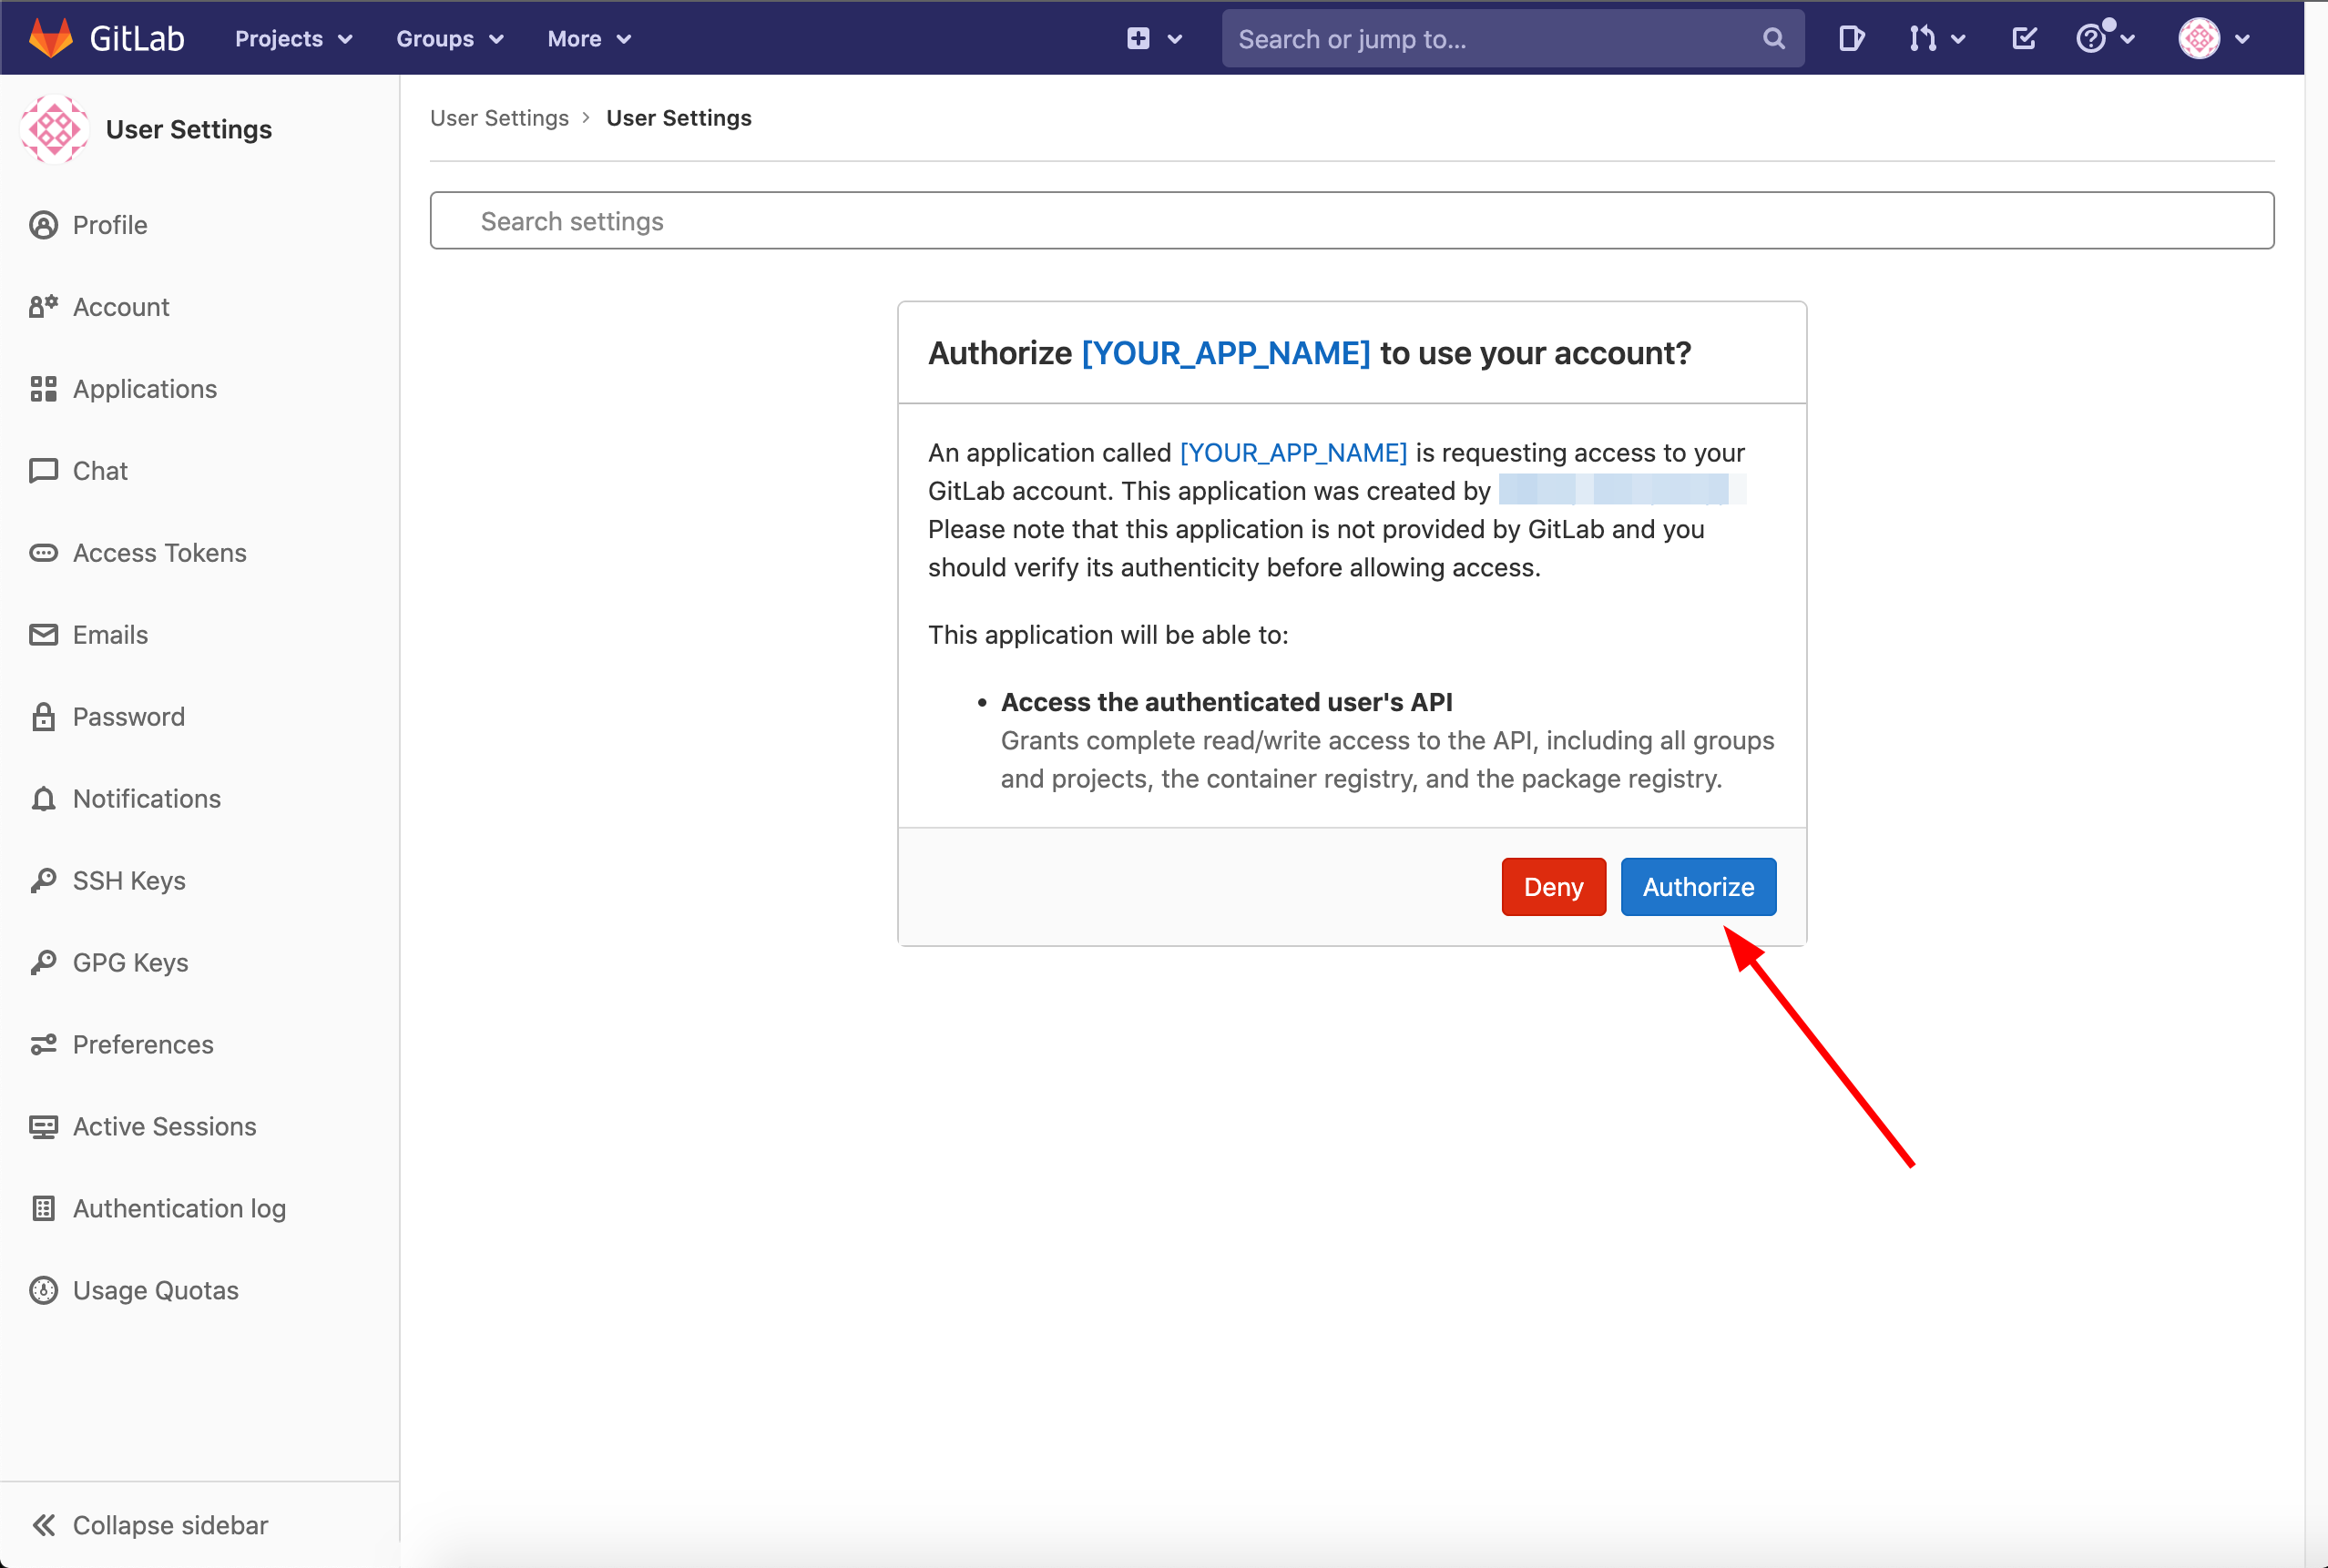 GitLab
Projects
Groups
More
Search or jump to...
User Settings
Profile
Account
Applications
Chat
Access Tokens
Emails
Password
Notifications
SSH Keys
GPG Keys
Preferences
Active Sessions
Authentication log
Usage Quotas
Collapse sidebar
User Settings › User Settings
Search settings
Authorize [YOUR_APP_NAME] to use your account?
An application called [YOUR_APP_NAME] is requesting access to your
GitLab account. This application was created by
Please note that this application is not provided by GitLab and you
should verify its authenticity before allowing access.
This application will be able to:
• Access the authenticated user's API
Grants complete read/write access to the API, including all groups
and projects, the container registry, and the package registry.
Deny
Authorize